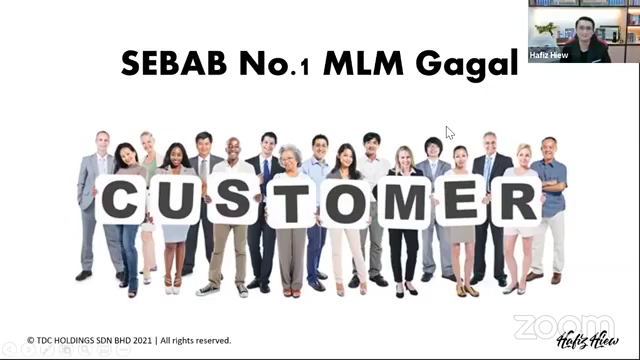 SEBAB No.1 MLM Gagal
Hafiz Hiew
CUSTOMER
© TDC HOLDINGS SDN BHD 2021 | All rights reserved.
zoom
Hafiz Hiew